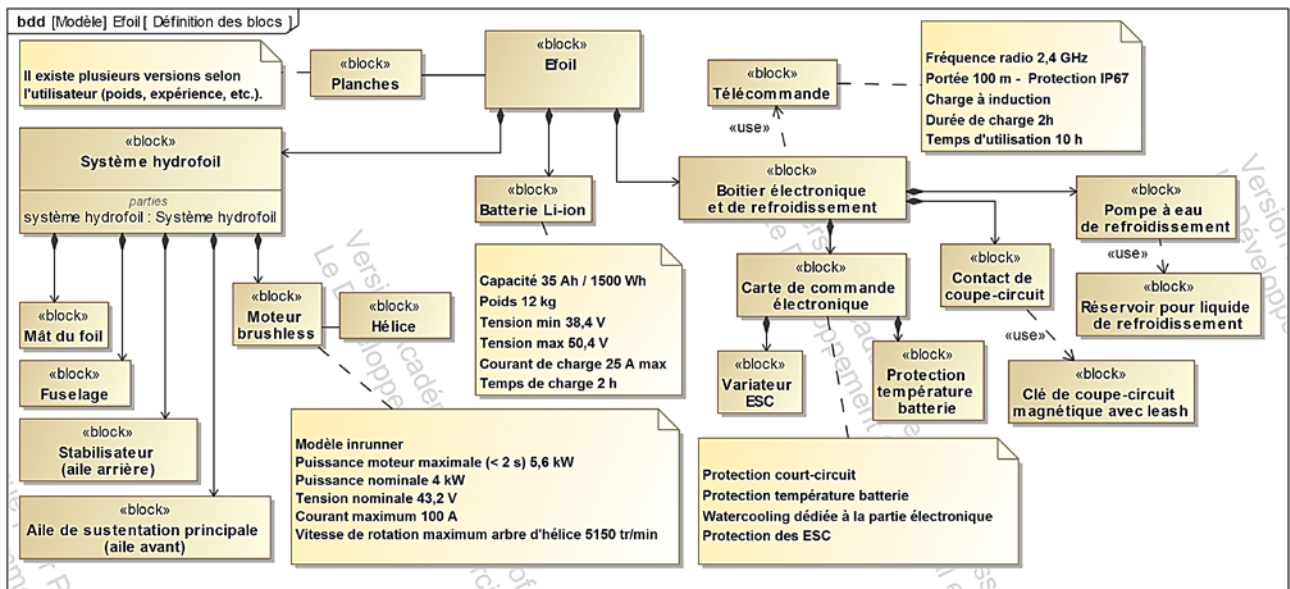 bdd [Modèle] Efoil [ Définition des blocs ]
Il existe plusieurs versions selon
l'utilisateur (poids, expérience, etc.).
«block»
Planches
«block»
Efoil
«block»
Télécommande
Fréquence radio 2,4 GHz
Portée 100 m - Protection IP67
Charge à induction
Durée de charge 2h
Temps d'utilisation 10 h
«use»
«block»
Système hydrofoil
parties
système hydrofoil : Système hydrofoil
«block»
Batterie Li-ion
«block»
Boitier électronique
et de refroidissement
«block»
Pompe à eau
de refroidissement
«use»
«block»
Réservoir pour liquide
de refroidissement
«block»
Contact de
coupe-circuit
«use»
«block»
Clé de coupe-circuit
magnétique avec leash
«block»
Carte de commande
électronique
«block»
Variateur
ESC
«block»
Protection
température
batterie
Capacité 35 Ah / 1500 Wh
Poids 12 kg
Tension min 38,4 V
Tension max 50,4 V
Courant de charge 25 A max
Temps de charge 2 h
«block»
Mât du foil
«block»
Fuselage
«block»
Stabilisateur
(aile arrière)
«block»
Aile de sustentation principale
(aile avant)
«block»
Moteur
brushless
«block»
Hélice
Modèle inrunner
Puissance moteur maximale (< 2 s) 5,6 kW
Puissance nominale 4 kW
Tension nominale 43,2 V
Courant maximum 100 A
Vitesse de rotation maximum arbre d'hélice 5150 tr/min
Protection court-circuit
Protection température batterie
Watercooling dédiée à la partie électronique
Protection des ESC